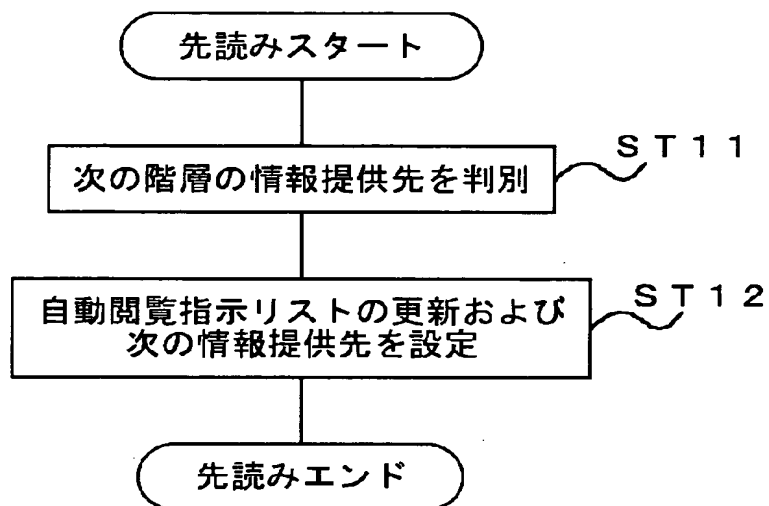 先読みスタート
次の階層の情報提供先を判別
ST11
自動閲覧指示リストの更新および
次の情報提供先を設定
ST12
先読みエンド